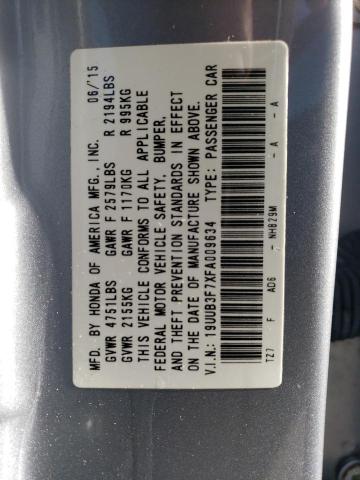 MFD. BY HONDA OF AMERICA MFG., INC. 06/'15
GVWR 4751LBS GAWR F 2579LBS R 2194LBS
GVWR 2155KG GAWR F 1170KG R 995KG
THIS VEHICLE CONFORMS TO ALL APPLICABLE
FEDERAL MOTOR VEHICLE SAFETY, BUMPER,
AND THEFT PREVENTION STANDARDS IN EFFECT
ON THE DATE OF MANUFACTURE SHOWN ABOVE.
V.I.N.: 19UUB3F7XFA009634 TYPE: PASSENGER CAR
TZ7 F AD6 - NH829M - A - A